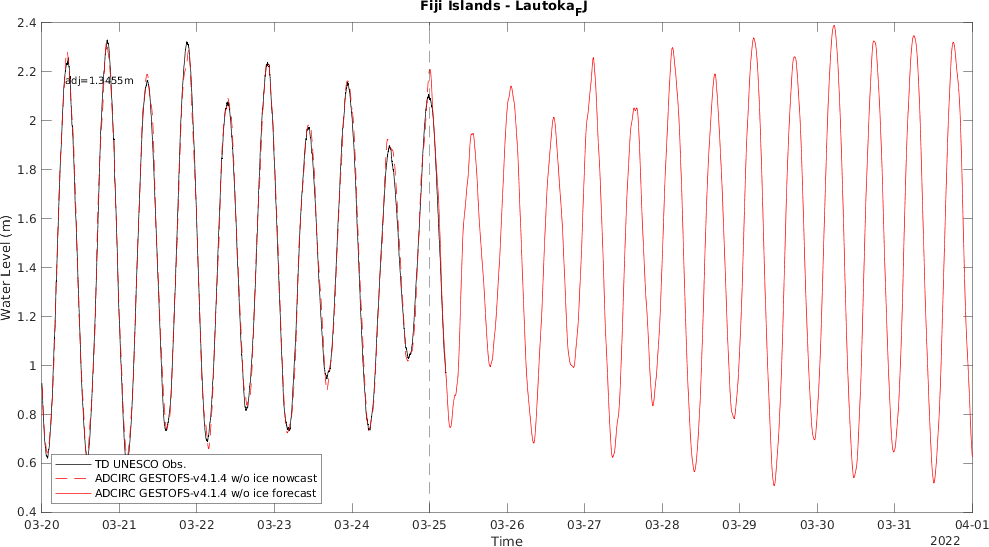 Fiji Islands - Lautoka_FJ
2.4
2.2
2
1.8
1.6
1.4
1.2
1
0.8
0.6
0.4
Water Level (m)
adj=1.3455m
TD UNESCO Obs.
ADCIRC GESTOFS-v4.1.4 w/o ice nowcast
ADCIRC GESTOFS-v4.1.4 w/o ice forecast
03-20 03-21 03-22 03-23 03-24 03-25 03-26 03-27 03-28 03-29 03-30 03-31 04-01
Time
2022